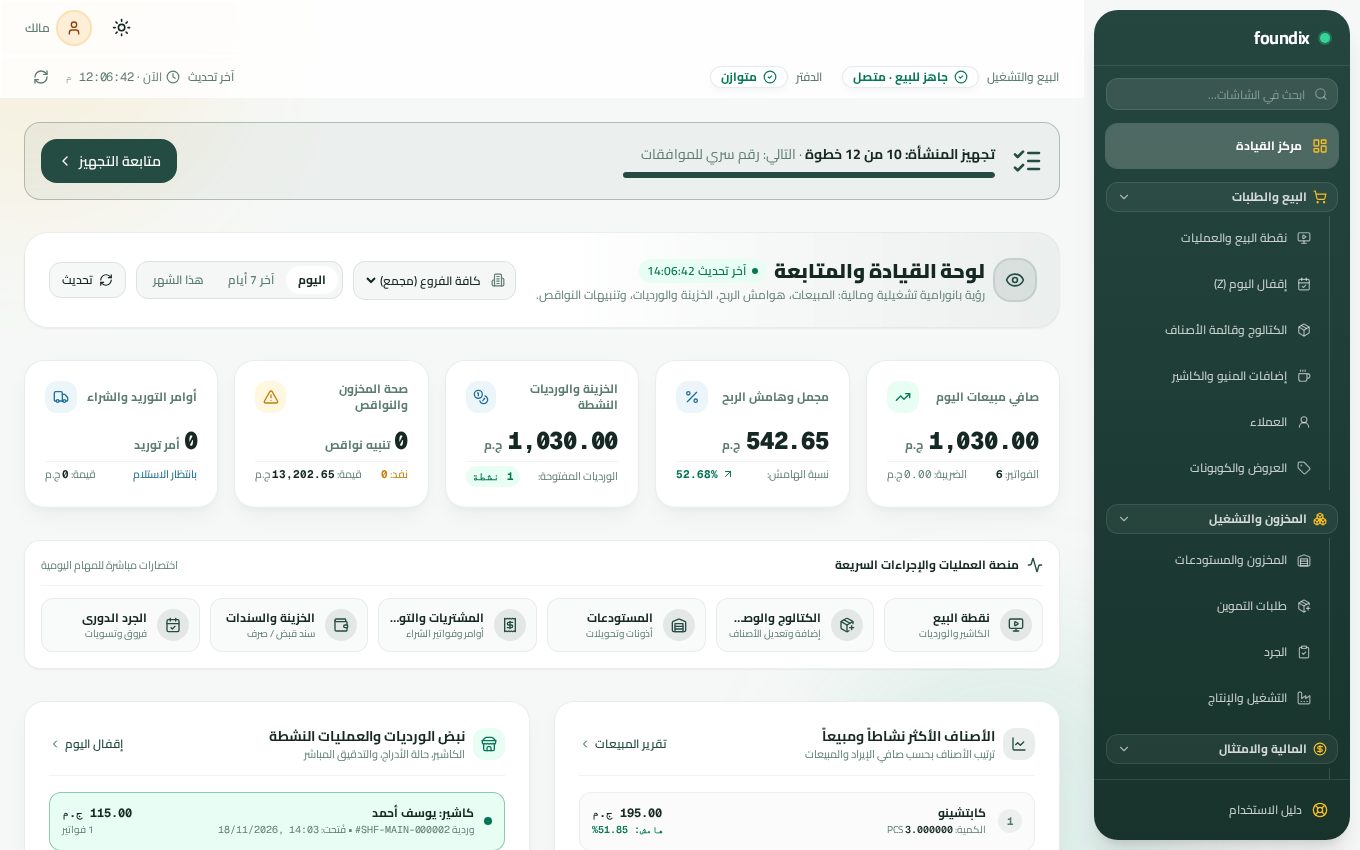 foundix
ابحث في الشاشات...
مركز القيادة
البيع والطلبات
نقطة البيع والعمليات
إقفال اليوم (Z)
الكتالوج وقائمة الأصناف
إضافات المنيو والكاشير
العملاء
العروض والكوبونات
المخزون والتشغيل
المخزون والمستودعات
طلبات التموين
الجرد
التشغيل والإنتاج
المالية والامتثال
دليل الاستخدام
مالك
البيع والتشغيل جاهز للبيع · متصل الدفتر متوازن
آخر تحديث الآن · 12:06:42 م
تجهيز المنشأة: 10 من 12 خطوة · التالي: رقم سري للموافقات
متابعة التجهيز
لوحة القيادة والمتابعة آخر تحديث 14:06:42
رؤية بانورامية تشغيلية ومالية: المبيعات، هوامش الربح، الخزينة والورديات، وتنبيهات النواقص.
كافة الفروع (مجمع)
اليوم آخر 7 أيام هذا الشهر
تحديث
صافي مبيعات اليوم
1,030.00 ج.م
الفواتير: 6 الضريبة: 0.00 ج.م
مجمل وهامش الربح
542.65 ج.م
نسبة الهامش: 52.68%
الخزينة والورديات النشطة
1,030.00 ج.م
الورديات المفتوحة: 1 نشطة
صحة المخزون والنواقص
0 تنبيه نواقص
نفد: 0 قيمة: 13,202.65 ج.م
أوامر التوريد والشراء
0 أمر توريد
بانتظار الاستلام قيمة: 0 ج.م
منصة العمليات والإجراءات السريعة
اختصارات مباشرة للمهام اليومية
نقطة البيع
الكاشير والورديات
الكتالوج والوصـ...
إضافة وتعديل الأصناف
المستودعات
أذونات وتحويلات
المشتريات والتو...
أوامر وفواتير الشراء
الخزينة والسندات
سند قبض / صرف
الجرد الدوري
فروق وتسويات
الأصناف الأكثر نشاطاً ومبيعاً
ترتيب الأصناف بحسب صافي الإيراد والمبيعات
تقرير المبيعات
1
كابتشينو
الكمية: 3.000000 PCS
195.00 ج.م
هامش: 51.85%
نبض الورديات والعمليات النشطة
الكاشير، حالة الأدراج، والتدقيق المباشر
إقفال اليوم
كاشير: يوسف أحمد
وردية SHF-MAIN-000002# • فُتحت: 14:03 ,18/11/2026
115.00 ج.م
1 فواتير